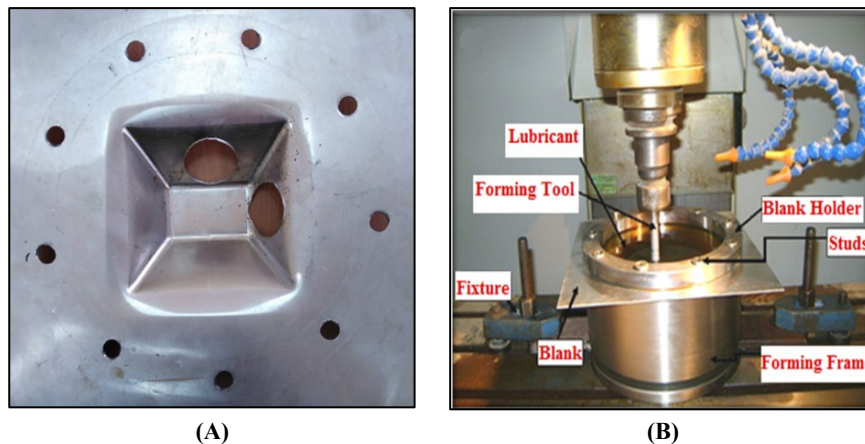 Lubricant
Forming Tool
Blank Holder
Studs
Fixture
Blank
Forming Fram
(A)
(B)